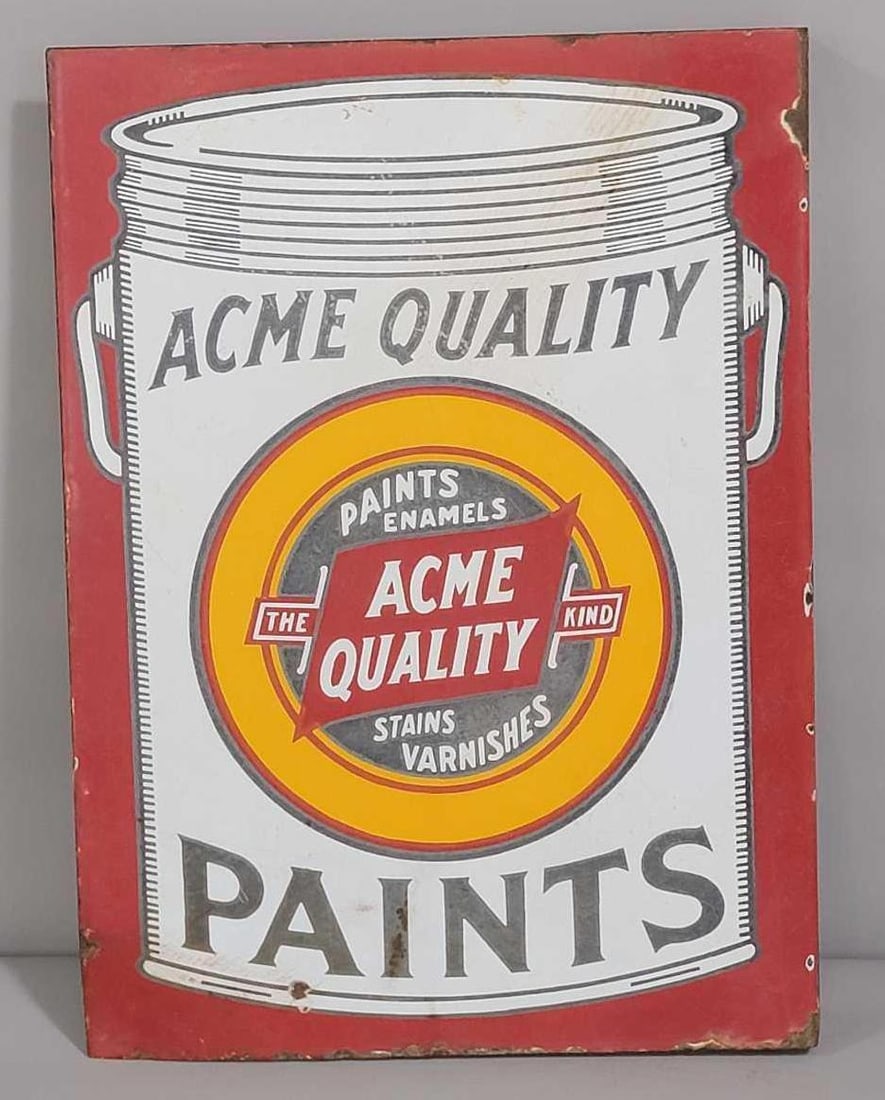 ACME QUALITY
PAINTS
ENAMELS
THE ACME KIND
QUALITY
STAINS
VARNISHES
PAINTS